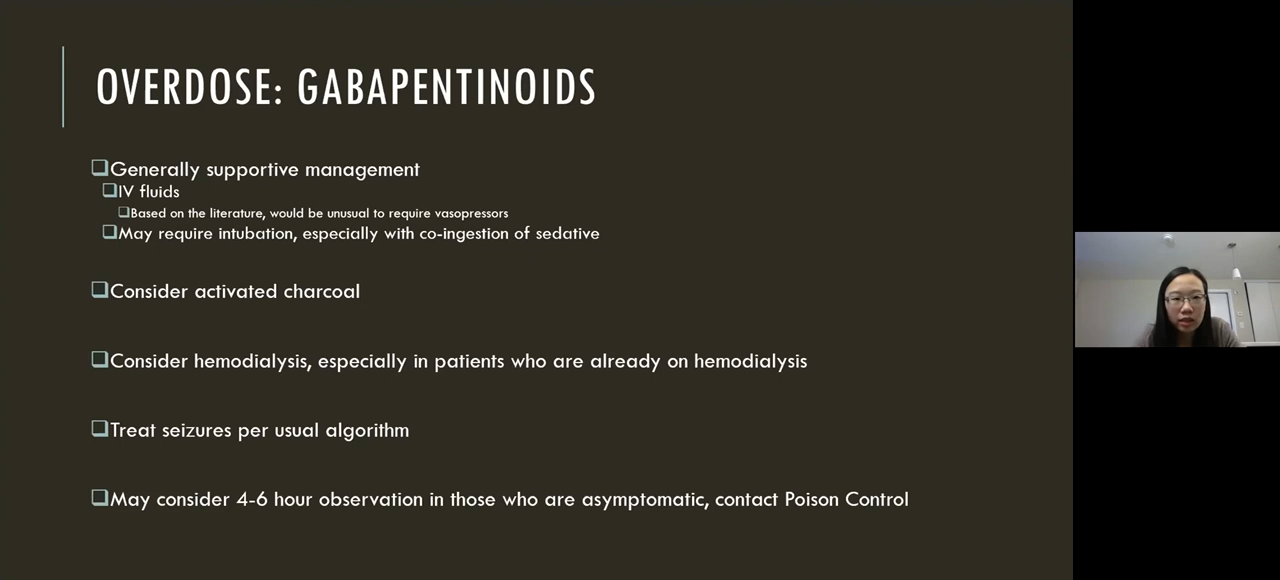 OVERDOSE: GABAPENTINOIDS
Generally supportive management
IV fluids
Based on the literature, would be unusual to require vasopressors
May require intubation, especially with co-ingestion of sedative
Consider activated charcoal
Consider hemodialysis, especially in patients who are already on hemodialysis
Treat seizures per usual algorithm
May consider 4-6 hour observation in those who are asymptomatic, contact Poison Control